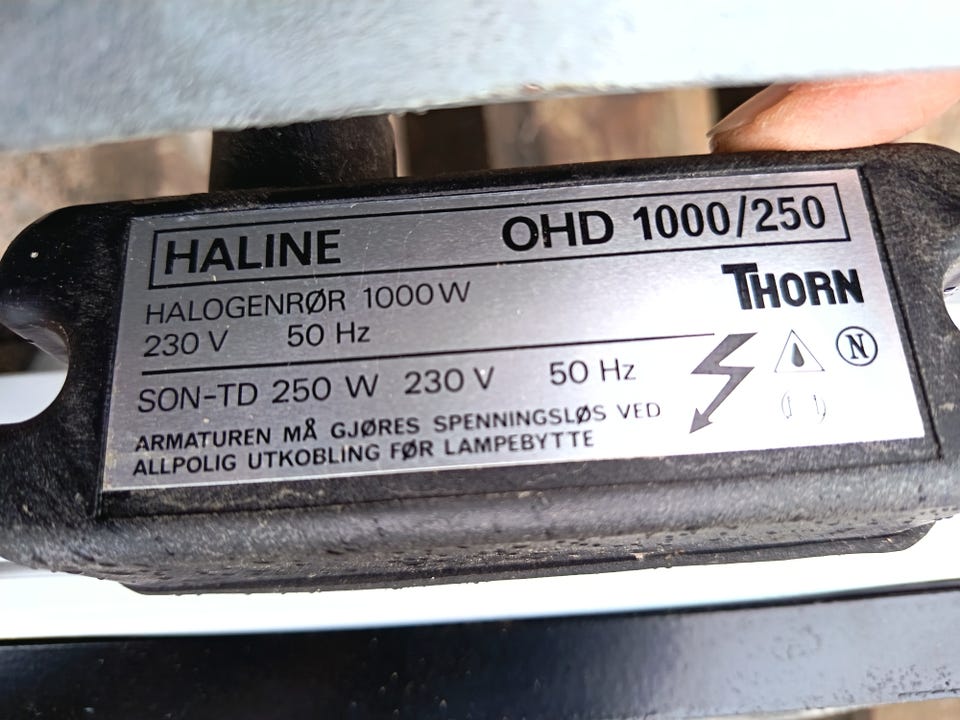 HALINE OHD 1000/250
HALOGENRØR 1000W
THORN
230 V 50 Hz
SON-TD 250 W 230 V 50 Hz
N
ARMATUREN MÅ GJØRES SPENNINGSLØS VED
ALLPOLIG UTKOBLING FØR LAMPEBYTTE